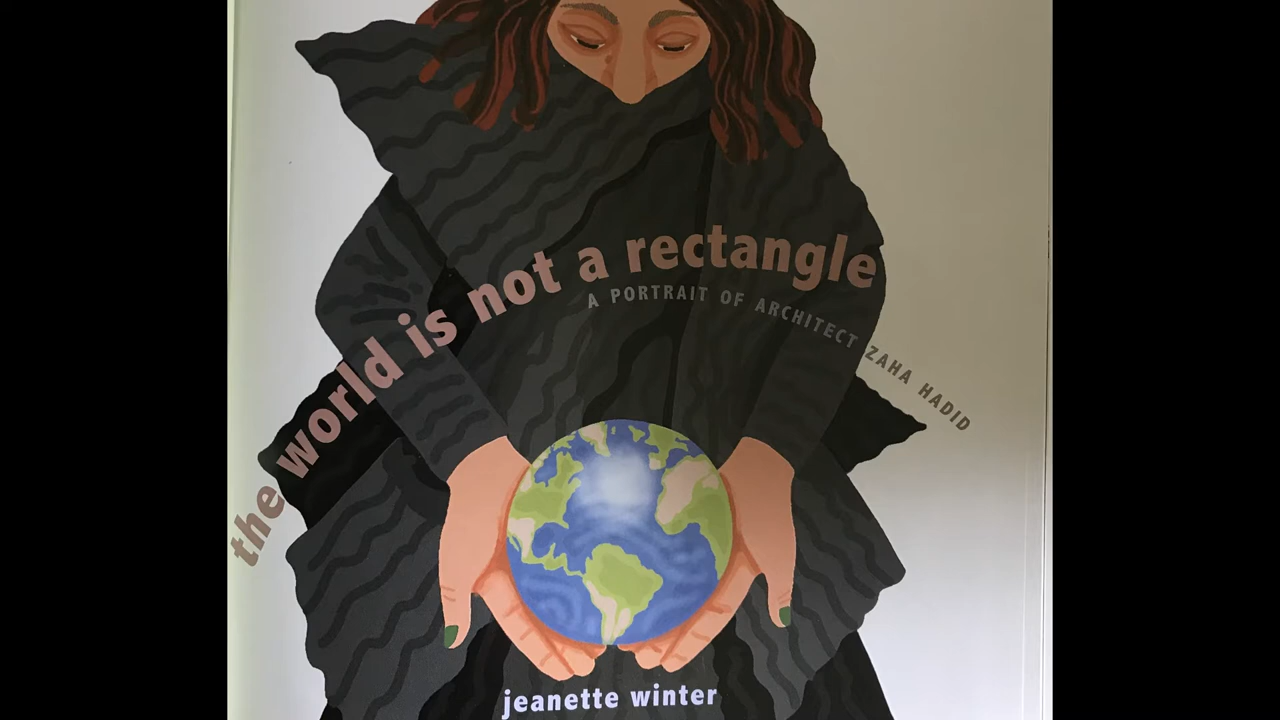 the world is not a rectangle
A PORTRAIT OF ARCHITECT ZAHA HADID
jeanette winter